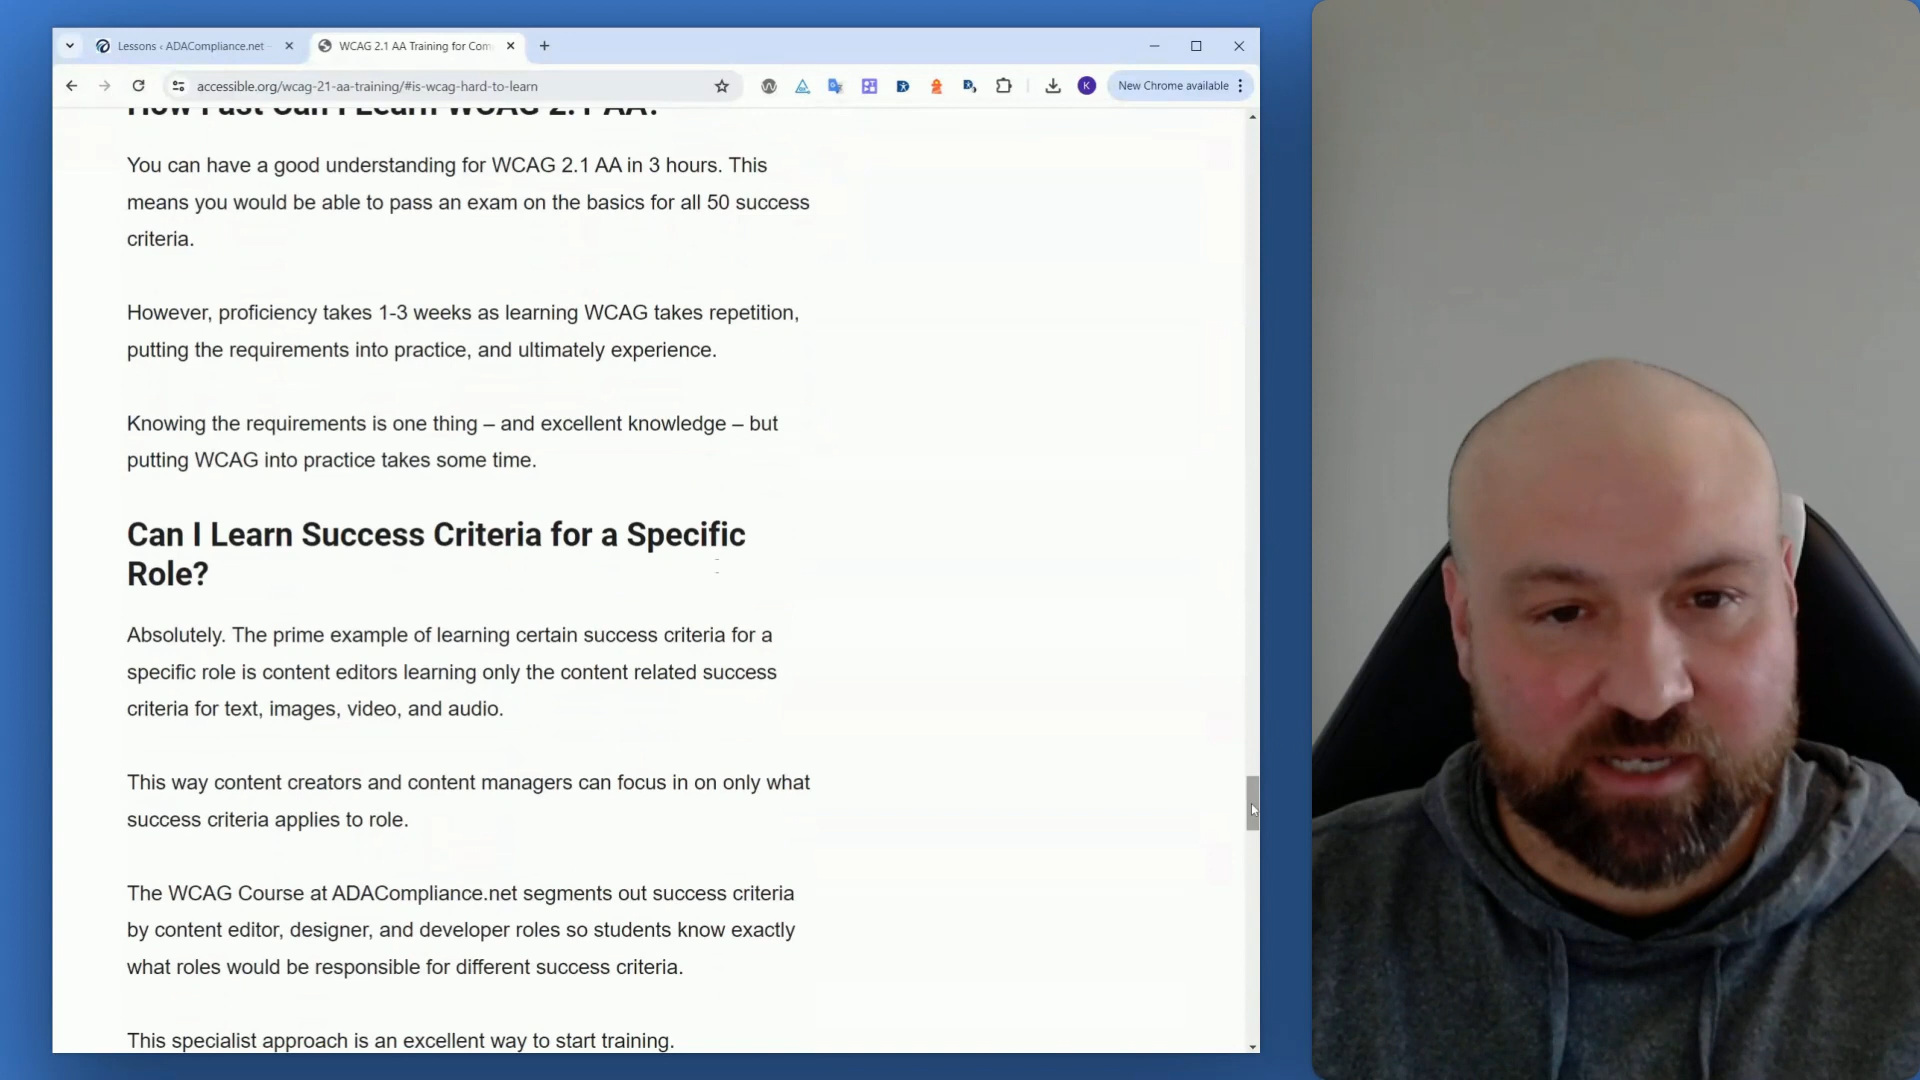 Lessons ‹ ADACompliance.net
WCAG 2.1 AA Training for Com
accessible.org/wcag-21-aa-training/#is-wcag-hard-to-learn
K
New Chrome available
How Fast Can I Learn WCAG 2.1 AA?
You can have a good understanding for WCAG 2.1 AA in 3 hours. This
means you would be able to pass an exam on the basics for all 50 success
criteria.
However, proficiency takes 1-3 weeks as learning WCAG takes repetition,
putting the requirements into practice, and ultimately experience.
Knowing the requirements is one thing – and excellent knowledge – but
putting WCAG into practice takes some time.
Can I Learn Success Criteria for a Specific
Role?
Absolutely. The prime example of learning certain success criteria for a
specific role is content editors learning only the content related success
criteria for text, images, video, and audio.
This way content creators and content managers can focus in on only what
success criteria applies to role.
The WCAG Course at ADACompliance.net segments out success criteria
by content editor, designer, and developer roles so students know exactly
what roles would be responsible for different success criteria.
This specialist approach is an excellent way to start training.